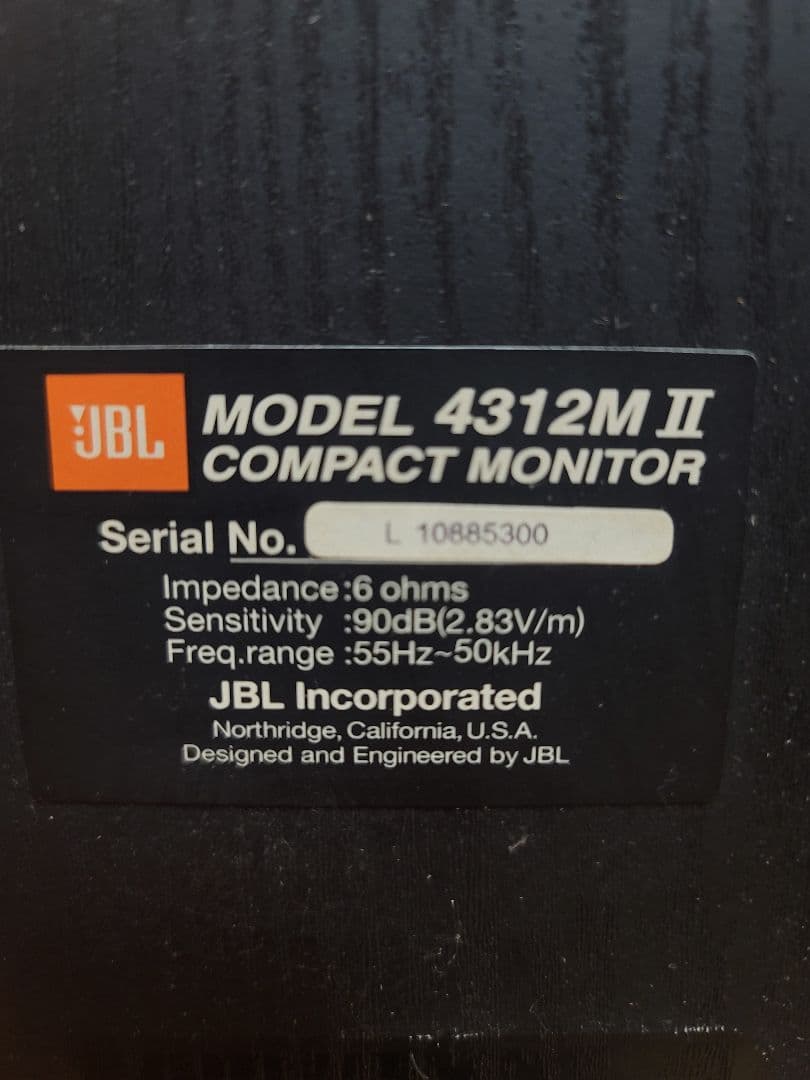 JBL
MODEL 4312M II
COMPACT MONITOR
Serial No. L 10885300
Impedance:6 ohms
Sensitivity :90dB(2.83V/m)
Freq.range :55Hz~50kHz
JBL Incorporated
Northridge, California, U.S.A.
Designed and Engineered by JBL